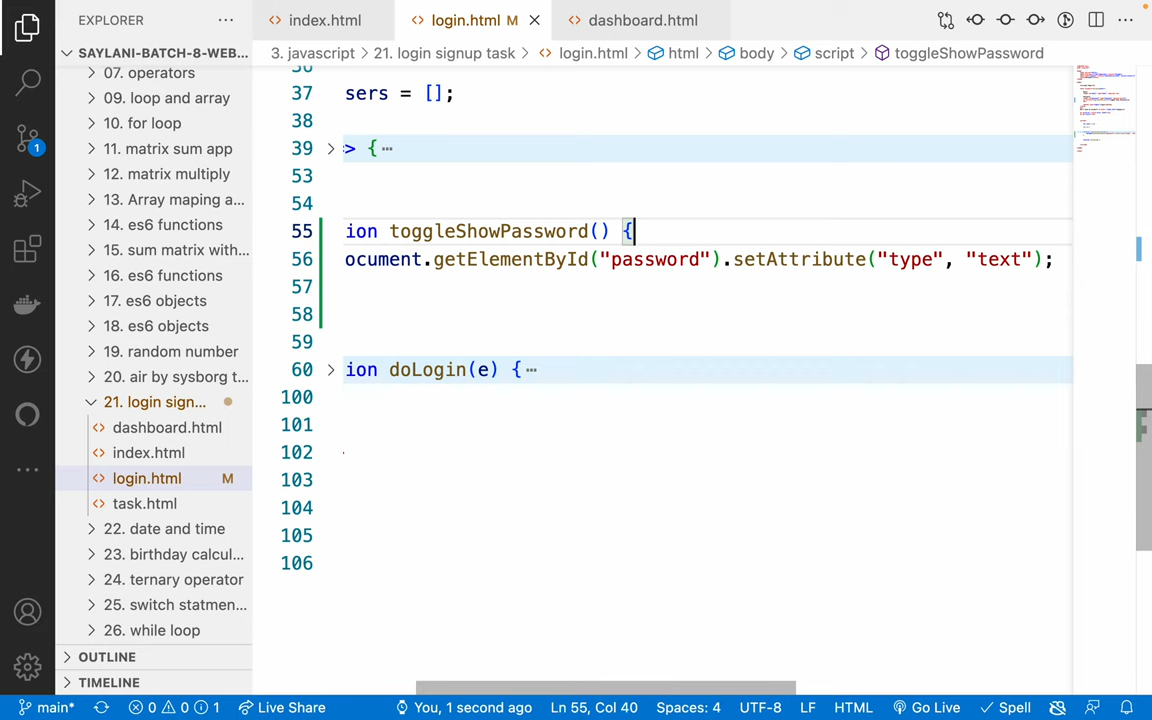 EXPLORER
index.html
login.html M
dashboard.html
SAYLANI-BATCH-8-WEB...
3. javascript > 21. login signup task > login.html > html > body > script > toggleShowPassword
07. operators
09. loop and array
10. for loop
11. matrix sum app
12. matrix multiply
13. Array maping a...
14. es6 functions
15. sum matrix with...
16. es6 functions
17. es6 objects
18. es6 objects
19. random number
20. air by sysborg t...
21. login sign...
dashboard.html
index.html
login.html M
task.html
22. date and time
23. birthday calcul...
24. ternary operator
25. switch statmen...
26. while loop
OUTLINE
TIMELINE
1
36
37 sers = [];
38
39 > => { ...
53
54
55 ion toggleShowPassword() {
56 ocument.getElementById("password").setAttribute("type", "text");
57
58
59
60 > ion doLogin(e) { ...
100
101
102
103
104
105
106
main* 0 0 1 Live Share You, 1 second ago Ln 55, Col 40 Spaces: 4 UTF-8 LF HTML Go Live Spell